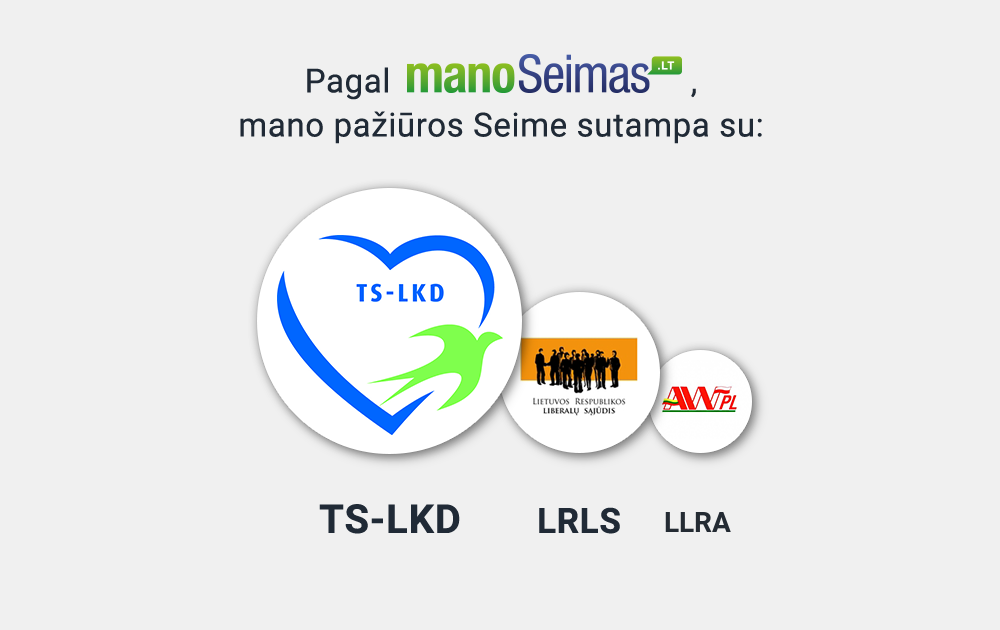 Pagal manoSeimas.LT ,
mano pažiūros Seime sutampa su:
TS-LKD
LIETUVOS RESPUBLIKOS
LIBERALŲ SĄJŪDIS
AWPL
TS-LKD LRLS LLRA